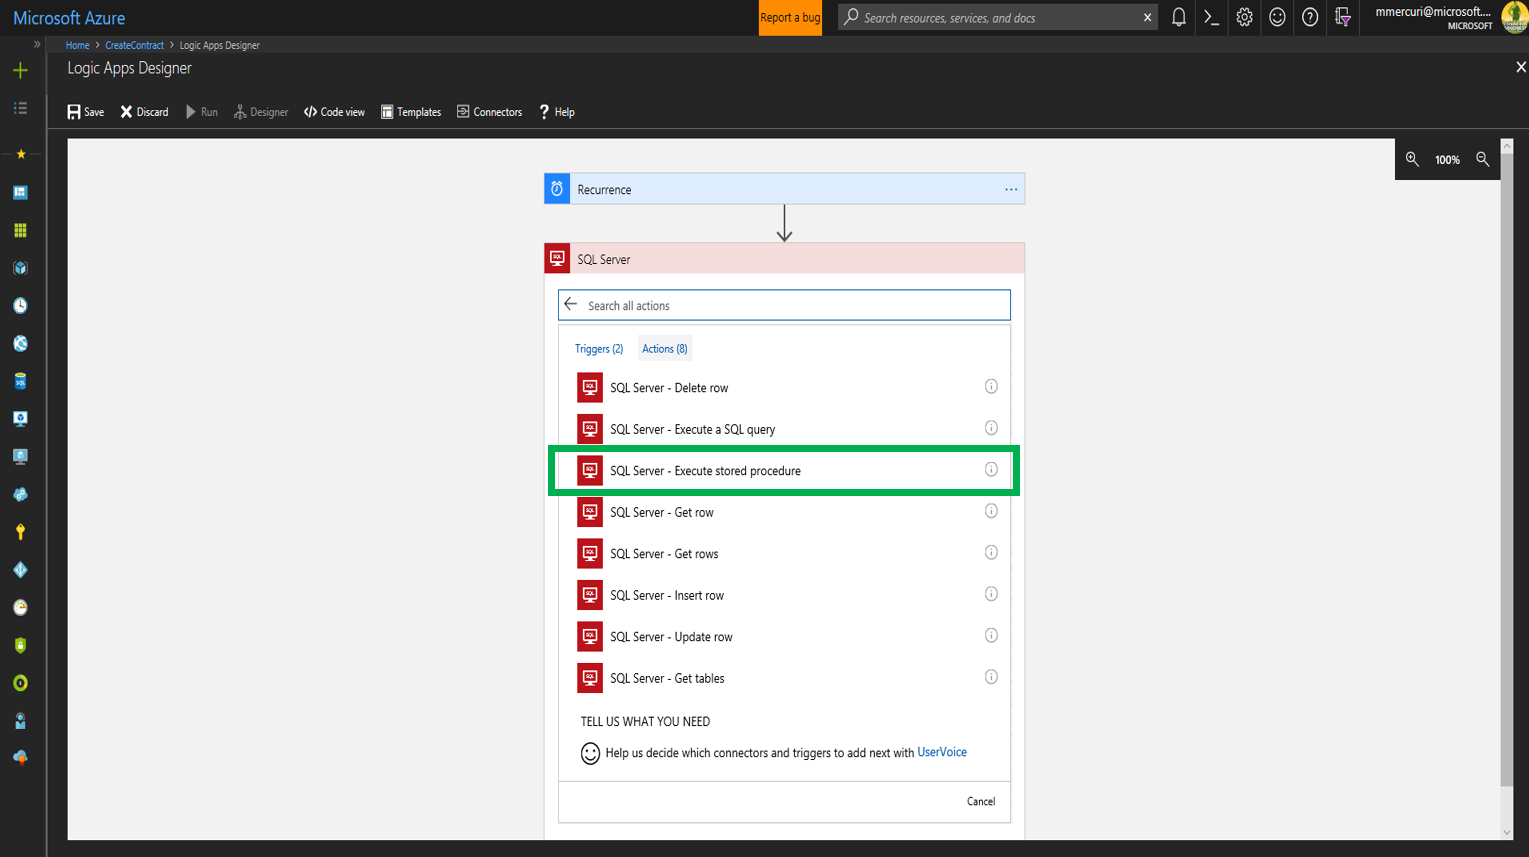 Microsoft Azure
Report a bug
Search resources, services, and docs
mmercuri@microsoft....
MICROSOFT
Home > CreateContract > Logic Apps Designer
Logic Apps Designer
Save Discard Run Designer </> Code view Templates Connectors ? Help
100%
Recurrence ...
SQL Server
Search all actions
Triggers (2) Actions (8)
SQL Server - Delete row
SQL Server - Execute a SQL query
SQL Server - Execute stored procedure
SQL Server - Get row
SQL Server - Get rows
SQL Server - Insert row
SQL Server - Update row
SQL Server - Get tables
TELL US WHAT YOU NEED
Help us decide which connectors and triggers to add next with UserVoice
Cancel